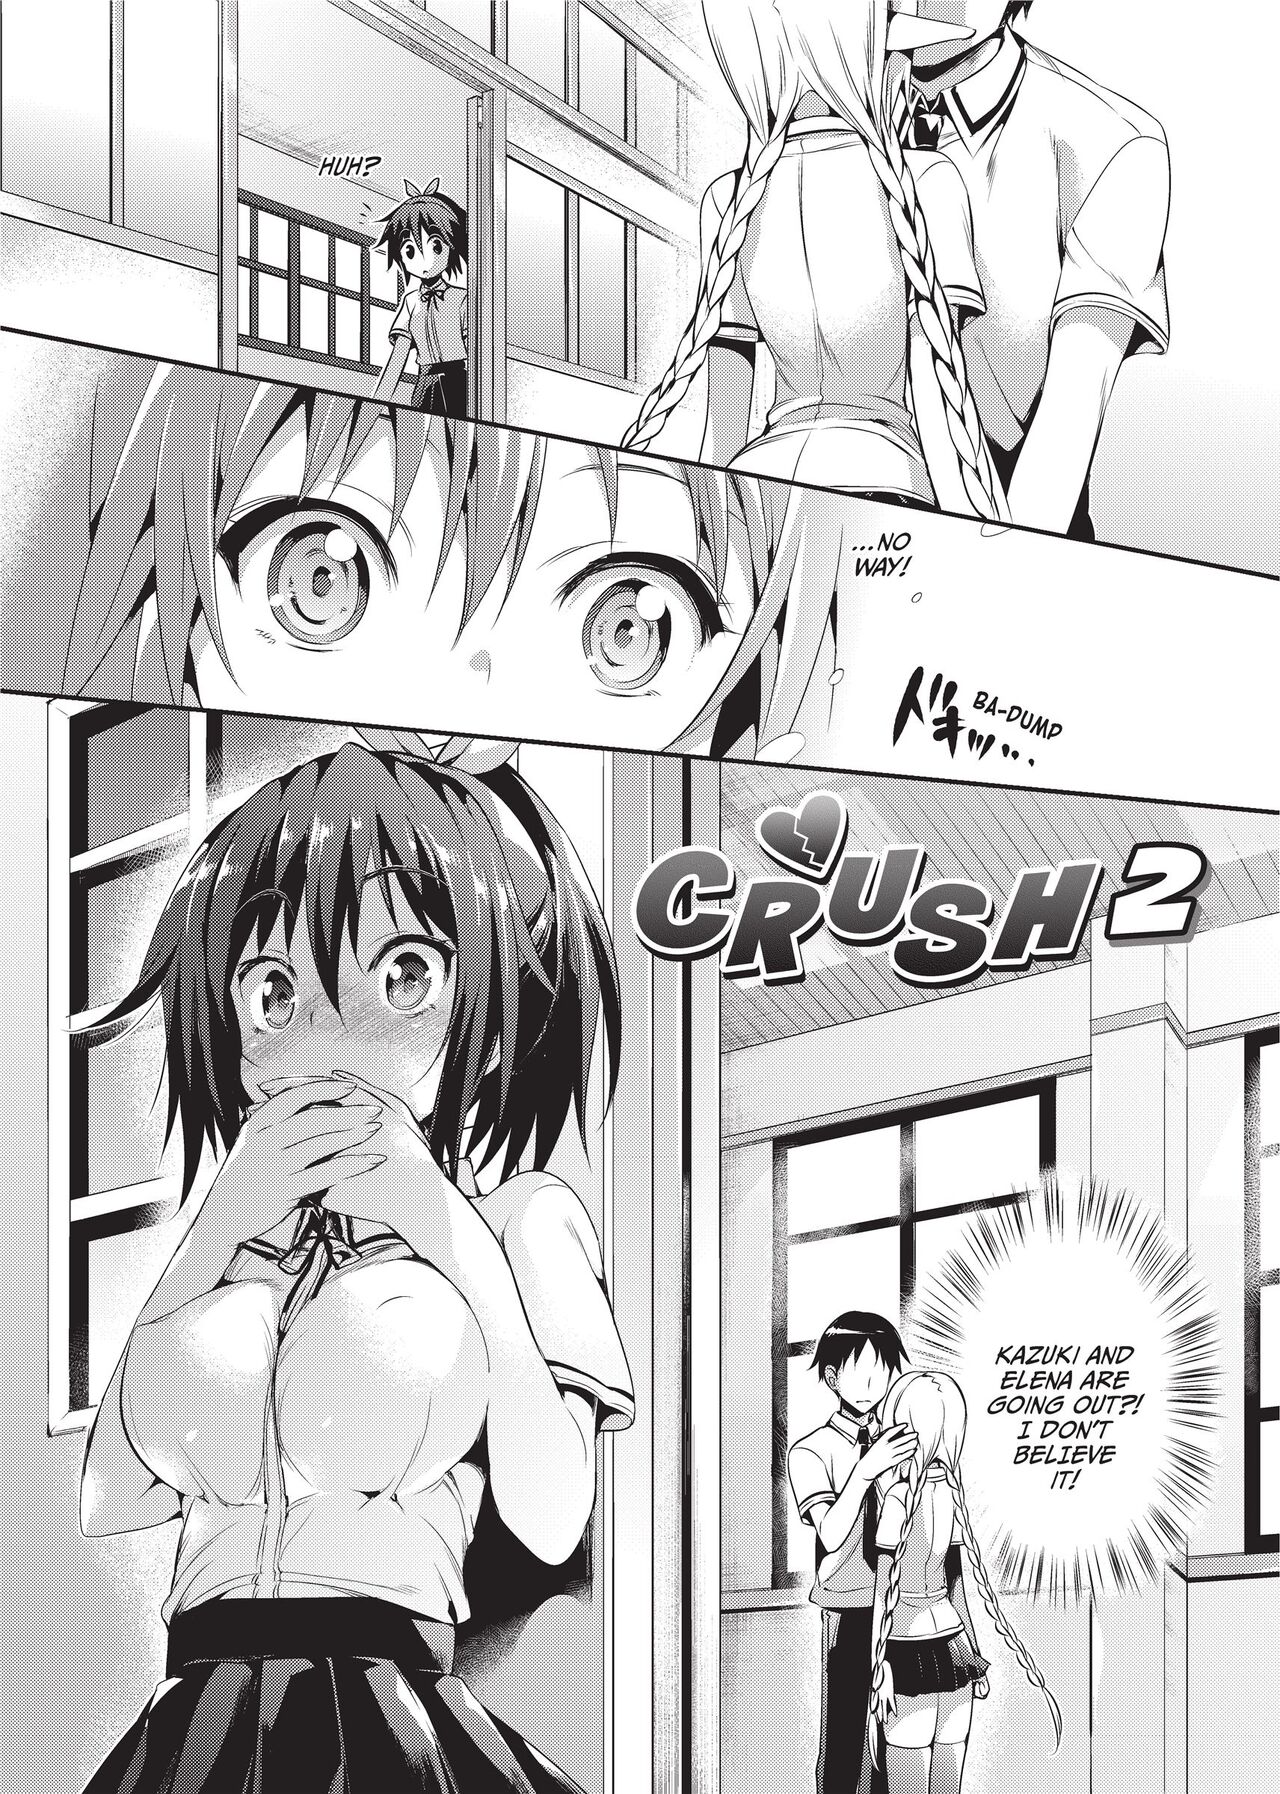 HUH?
...NO
WAY!
ドキッ...
BA-DUMP
CRUSH 2
KAZUKI AND
ELENA ARE
GOING OUT?!
I DON'T
BELIEVE
IT!